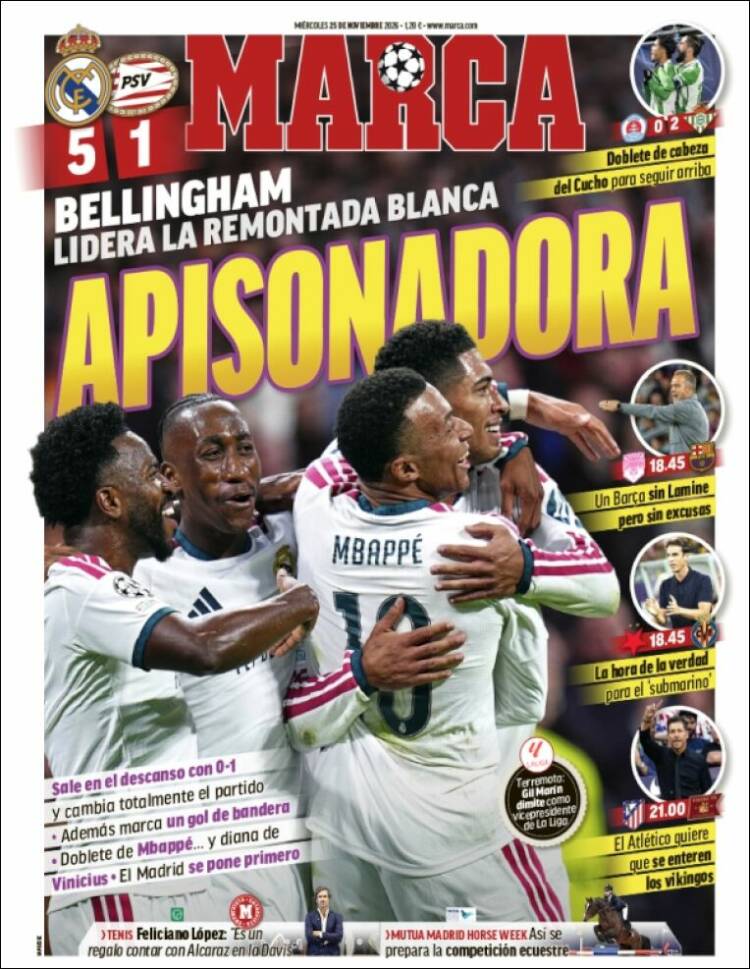 MIÉRCOLES 25 DE NOVIEMBRE 2026 - 1,20 € - www.marca.com
MARCA
PSV
5 1
BELLINGHAM
LIDERA LA REMONTADA BLANCA
APISONADORA
0 2
Doblete de cabeza
del Cucho para seguir arriba
18.45
Un Barça sin Lamine
pero sin excusas
18.45
La hora de la verdad
para el 'submarino'
21.00
El Atlético quiere
que se enteren
los vikingos
MBAPPÉ
10
Sale en el descanso con 0-1
y cambia totalmente el partido
• Además marca un gol de bandera
• Doblete de Mbappé... y diana de
Vinicius • El Madrid se pone primero
LALIGA
Terremoto:
Gil Marín
dimite como
vicepresidente
de La Liga
›TENIS Feliciano López: "Es un
regalo contar con Alcaraz en la Davis"
›MUTUA MADRID HORSE WEEK Así se
prepara la competición ecuestre